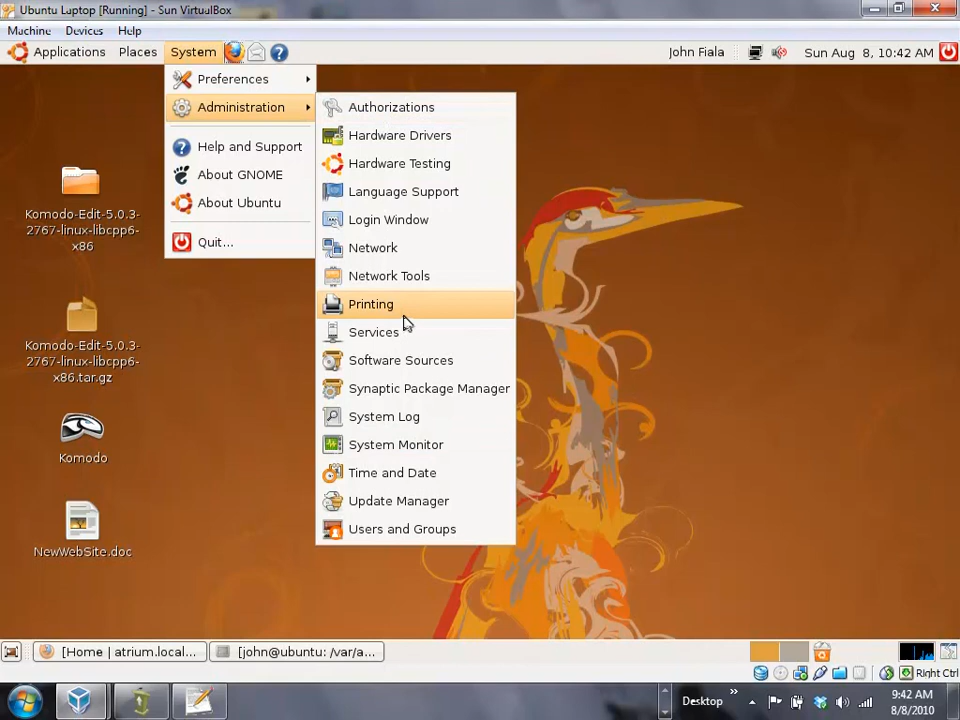 Ubuntu Laptop [Running] - Sun VirtualBox
Machine Devices Help
Applications Places System John Fiala Sun Aug 8, 10:42 AM
Preferences
Administration
Help and Support
About GNOME
About Ubuntu
Quit...
Authorizations
Hardware Drivers
Hardware Testing
Language Support
Login Window
Network
Network Tools
Printing
Services
Software Sources
Synaptic Package Manager
System Log
System Monitor
Time and Date
Update Manager
Users and Groups
Komodo-Edit-5.0.3-
2767-linux-libcpp6-
x86
Komodo-Edit-5.0.3-
2767-linux-libcpp6-
x86.tar.gz
Komodo
NewWebSite.doc
[Home | atrium.local...
[john@ubuntu: /var/a...
Right Ctrl
Desktop
9:42 AM
8/8/2010